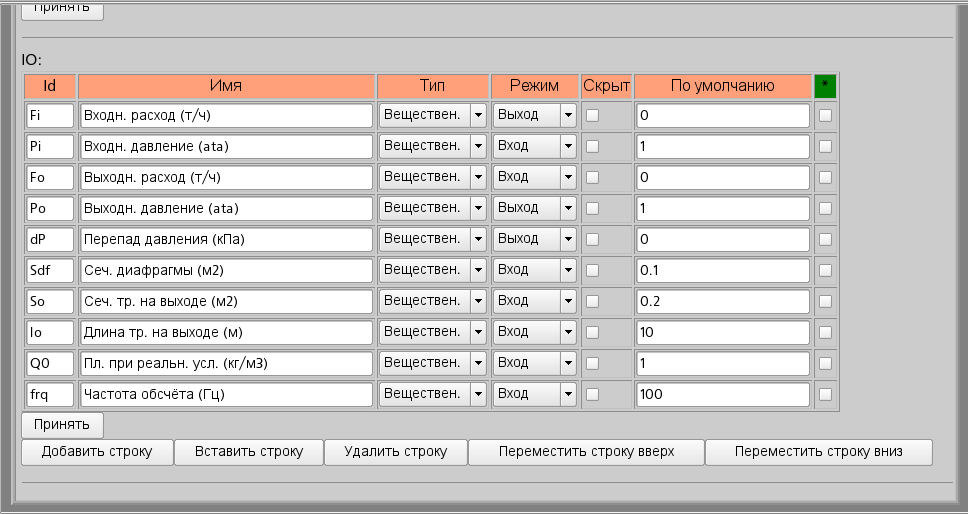 Принять
IO:
Id Имя Тип Режим Скрыт По умолчанию *
Fi Входн. расход (т/ч) Веществен. Выход 0
Pi Входн. давление (ata) Веществен. Вход 1
Fo Выходн. расход (т/ч) Веществен. Вход 0
Po Выходн. давление (ata) Веществен. Выход 1
dP Перепад давления (кПа) Веществен. Выход 0
Sdf Сеч. диафрагмы (м2) Веществен. Вход 0.1
So Сеч. тр. на выходе (м2) Веществен. Вход 0.2
lo Длина тр. на выходе (м) Веществен. Вход 10
Q0 Пл. при реальн. усл. (кг/м3) Веществен. Вход 1
frq Частота обсчёта (Гц) Веществен. Вход 100
Принять
Добавить строку Вставить строку Удалить строку Переместить строку вверх Переместить строку вниз